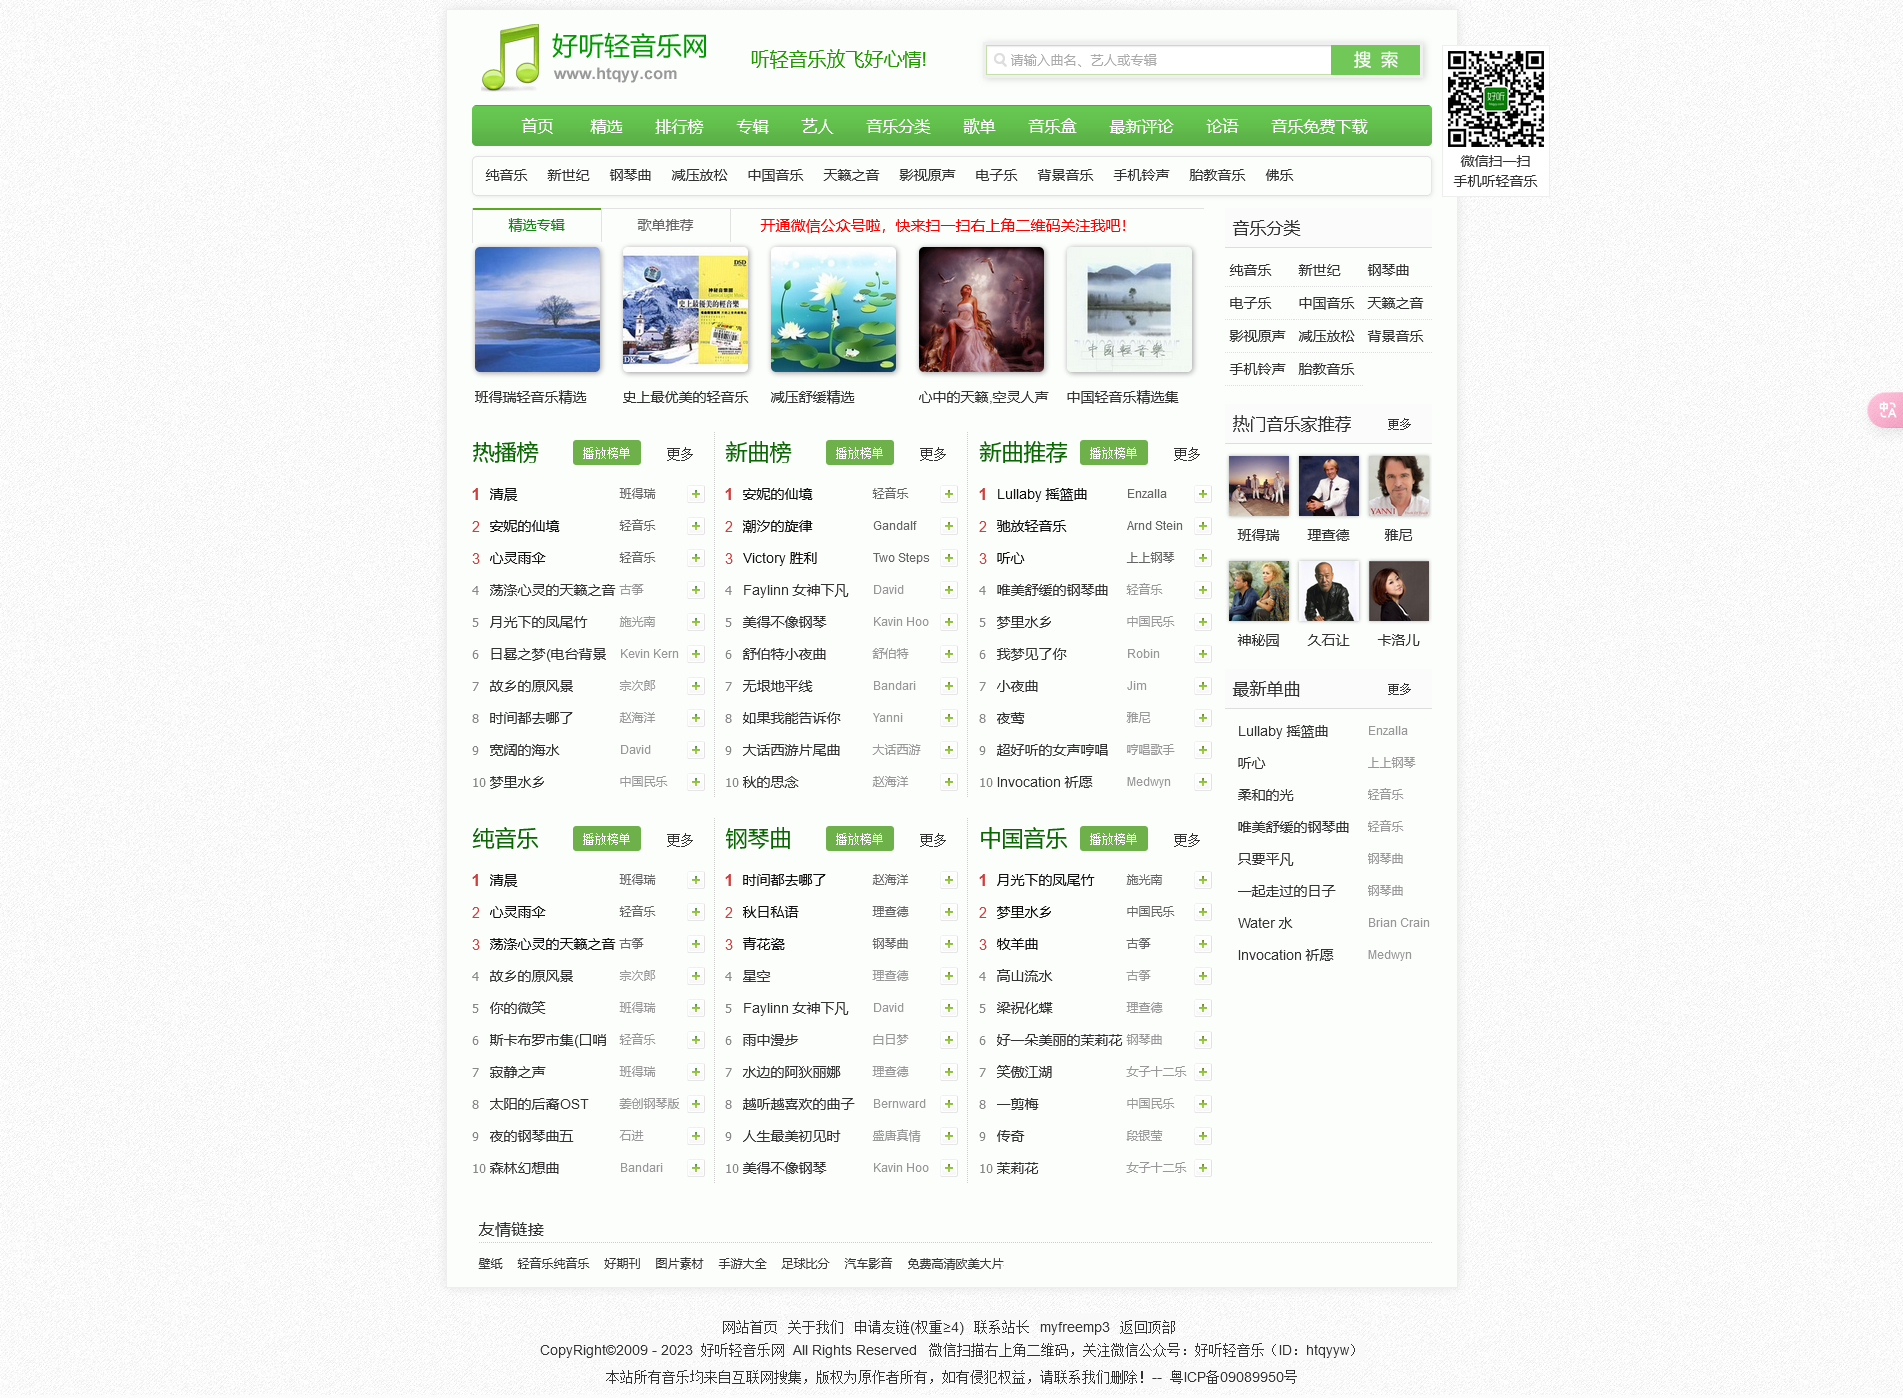 好听轻音乐网
www.htqyy.com
听轻音乐放飞好心情!
请输入曲名、艺人或专辑
搜 索
首页 精选 排行榜 专辑 艺人 音乐分类 歌单 音乐盒 最新评论 论语 音乐免费下载
微信扫一扫
手机听轻音乐
纯音乐 新世纪 钢琴曲 减压放松 中国音乐 天籁之音 影视原声 电子乐 背景音乐 手机铃声 胎教音乐 佛乐
精选专辑 歌单推荐 开通微信公众号啦，快来扫一扫右上角二维码关注我吧！
班得瑞轻音乐精选 史上最优美的轻音乐 减压舒缓精选 心中的天籁,空灵人声 中国轻音乐精选集
音乐分类
纯音乐 新世纪 钢琴曲
电子乐 中国音乐 天籁之音
影视原声 减压放松 背景音乐
手机铃声 胎教音乐
热门音乐家推荐 更多
班得瑞 理查德 雅尼
神秘园 久石让 卡洛儿
最新单曲 更多
Lullaby 摇篮曲 Enzalla
听心 上上钢琴
柔和的光 轻音乐
唯美舒缓的钢琴曲 轻音乐
只要平凡 钢琴曲
一起走过的日子 钢琴曲
Water 水 Brian Crain
Invocation 祈愿 Medwyn
热播榜 播放榜单 更多
1 清晨 班得瑞
2 安妮的仙境 轻音乐
3 心灵雨伞 轻音乐
4 荡涤心灵的天籁之音 古筝
5 月光下的凤尾竹 施光南
6 日晷之梦(电台背景 Kevin Kern
7 故乡的原风景 宗次郎
8 时间都去哪了 赵海洋
9 宽阔的海水 David
10 梦里水乡 中国民乐
新曲榜 播放榜单 更多
1 安妮的仙境 轻音乐
2 潮汐的旋律 Gandalf
3 Victory 胜利 Two Steps
4 Faylinn 女神下凡 David
5 美得不像钢琴 Kavin Hoo
6 舒伯特小夜曲 舒伯特
7 无垠地平线 Bandari
8 如果我能告诉你 Yanni
9 大话西游片尾曲 大话西游
10 秋的思念 赵海洋
新曲推荐 播放榜单 更多
1 Lullaby 摇篮曲 Enzalla
2 驰放轻音乐 Arnd Stein
3 听心 上上钢琴
4 唯美舒缓的钢琴曲 轻音乐
5 梦里水乡 中国民乐
6 我梦见了你 Robin
7 小夜曲 Jim
8 夜莺 雅尼
9 超好听的女声哼唱 哼唱歌手
10 Invocation 祈愿 Medwyn
纯音乐 播放榜单 更多
1 清晨 班得瑞
2 心灵雨伞 轻音乐
3 荡涤心灵的天籁之音 古筝
4 故乡的原风景 宗次郎
5 你的微笑 班得瑞
6 斯卡布罗市集(口哨 轻音乐
7 寂静之声 班得瑞
8 太阳的后裔OST 姜创钢琴版
9 夜的钢琴曲五 石进
10 森林幻想曲 Bandari
钢琴曲 播放榜单 更多
1 时间都去哪了 赵海洋
2 秋日私语 理查德
3 青花瓷 钢琴曲
4 星空 理查德
5 Faylinn 女神下凡 David
6 雨中漫步 白日梦
7 水边的阿狄丽娜 理查德
8 越听越喜欢的曲子 Bernward
9 人生最美初见时 盛唐真情
10 美得不像钢琴 Kavin Hoo
中国音乐 播放榜单 更多
1 月光下的凤尾竹 施光南
2 梦里水乡 中国民乐
3 牧羊曲 古筝
4 高山流水 古筝
5 梁祝化蝶 理查德
6 好一朵美丽的茉莉花 钢琴曲
7 笑傲江湖 女子十二乐
8 一剪梅 中国民乐
9 传奇 段银莹
10 茉莉花 女子十二乐
友情链接
壁纸 轻音乐纯音乐 好期刊 图片素材 手游大全 足球比分 汽车影音 免费高清欧美大片
网站首页 关于我们 申请友链(权重≥4) 联系站长 myfreemp3 返回顶部
CopyRight©2009 - 2023 好听轻音乐网 All Rights Reserved 微信扫描右上角二维码，关注微信公众号：好听轻音乐（ID：htqyyw）
本站所有音乐均来自互联网搜集，版权为原作者所有，如有侵犯权益，请联系我们删除！-- 粤ICP备09089950号